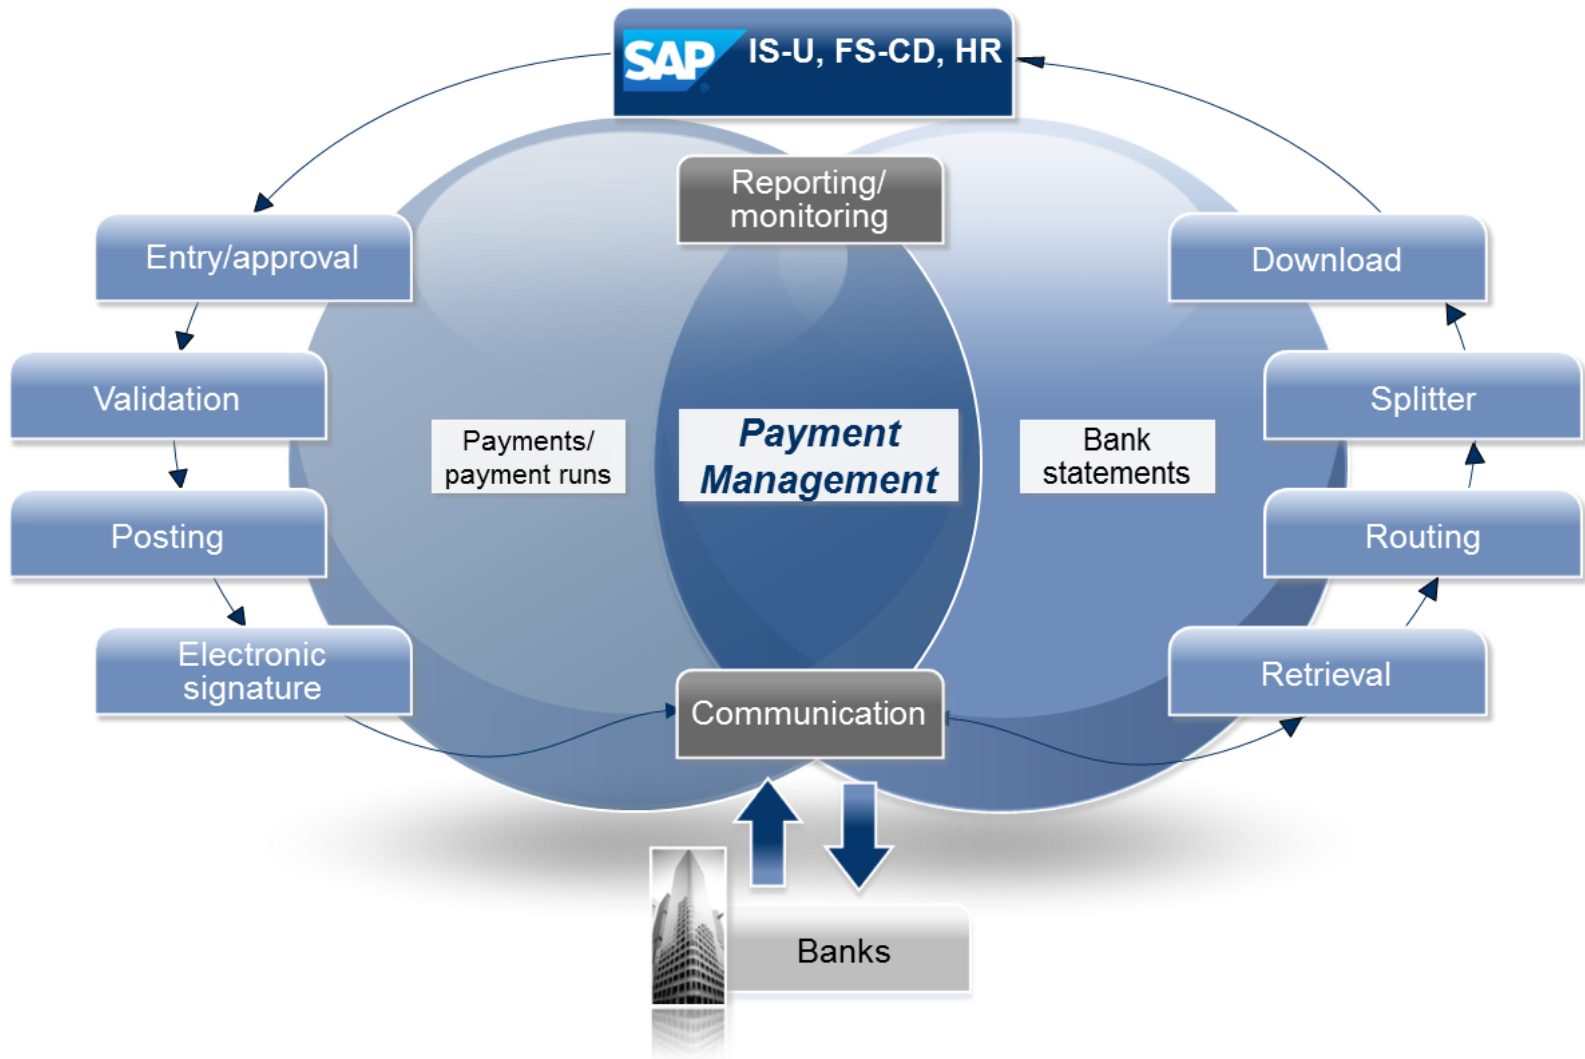 SAP® IS-U, FS-CD, HR
Reporting/
monitoring
Entry/approval
Download
Validation
Splitter
Payments/
payment runs
Payment
Management
Bank
statements
Posting
Routing
Electronic
signature
Retrieval
Communication
Banks